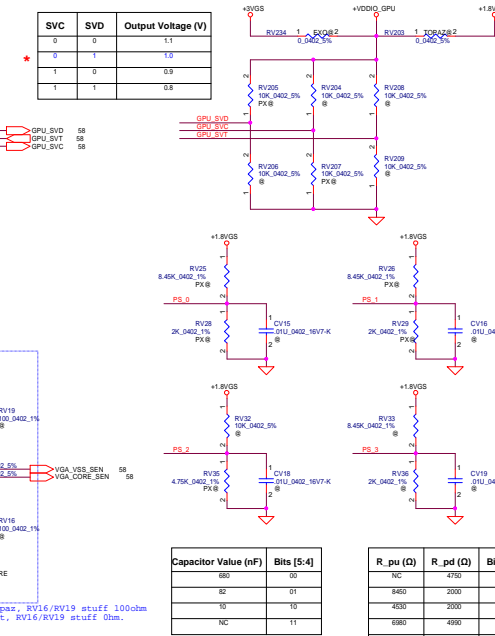 SVC SVD Output Voltage (V)
0 0 1.1
* 0 1 1.0
1 0 0.9
1 1 0.8
+3VGS
+VDDIO_GPU
+1.8V
RV234 1 EXO@2
0_0402_5%
RV203 1 TOPAZ@2
0_0402_5%
RV205
10K_0402_5%
PX@
RV204
10K_0402_5%
@
RV208
10K_0402_5%
@
GPU_SVD
GPU_SVC
GPU_SVT
GPU_SVD 58
GPU_SVT 58
GPU_SVC 58
RV206
10K_0402_5%
@
RV207
10K_0402_5%
PX@
RV209
10K_0402_5%
@
+1.8VGS
RV25
8.45K_0402_1%
PX@
PS_0
RV28
2K_0402_1%
PX@
CV15
.01U_0402_16V7-K
@
+1.8VGS
RV26
8.45K_0402_1%
PX@
PS_1
RV29
2K_0402_1%
PX@
CV16
.01U_04
@
+1.8VGS
RV32
10K_0402_5%
@
PS_2
RV35
4.75K_0402_1%
PX@
CV18
.01U_0402_16V7-K
@
+1.8VGS
RV33
8.45K_0402_1%
@
PS_3
RV36
2K_0402_1%
@
CV19
.01U_04
@
RV19
100_0402_1%
@
2_5%
2_5%
VGA_VSS_SEN 58
VGA_CORE_SEN 58
RV16
100_0402_1%
@
RE
paz, RV16/RV19 stuff 100ohm
t, RV16/RV19 stuff 0hm.
Capacitor Value (nF) Bits [5:4]
680 00
82 01
10 10
NC 11
R_pu (Ω) R_pd (Ω) Bi
NC 4750
8450 2000
4530 2000
6980 4990